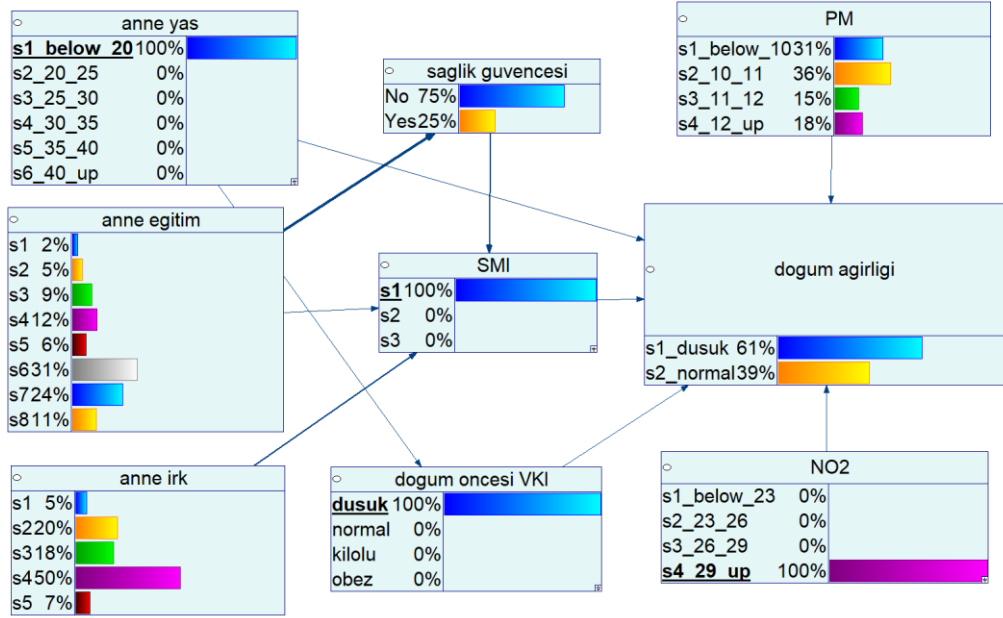 anne yas
s1_below_20 100%
s2_20_25 0%
s3_25_30 0%
s4_30_35 0%
s5_35_40 0%
s6_40_up 0%
saglik guvencesi
No 75%
Yes 25%
PM
s1_below_10 31%
s2_10_11 36%
s3_11_12 15%
s4_12_up 18%
anne egitim
s1 2%
s2 5%
s3 9%
s4 12%
s5 6%
s6 31%
s7 24%
s8 11%
SMI
s1 100%
s2 0%
s3 0%
dogum agirligi
s1_dusuk 61%
s2_normal 39%
anne irk
s1 5%
s2 20%
s3 18%
s4 50%
s5 7%
dogum oncesi VKI
dusuk 100%
normal 0%
kilolu 0%
obez 0%
NO2
s1_below_23 0%
s2_23_26 0%
s3_26_29 0%
s4_29_up 100%